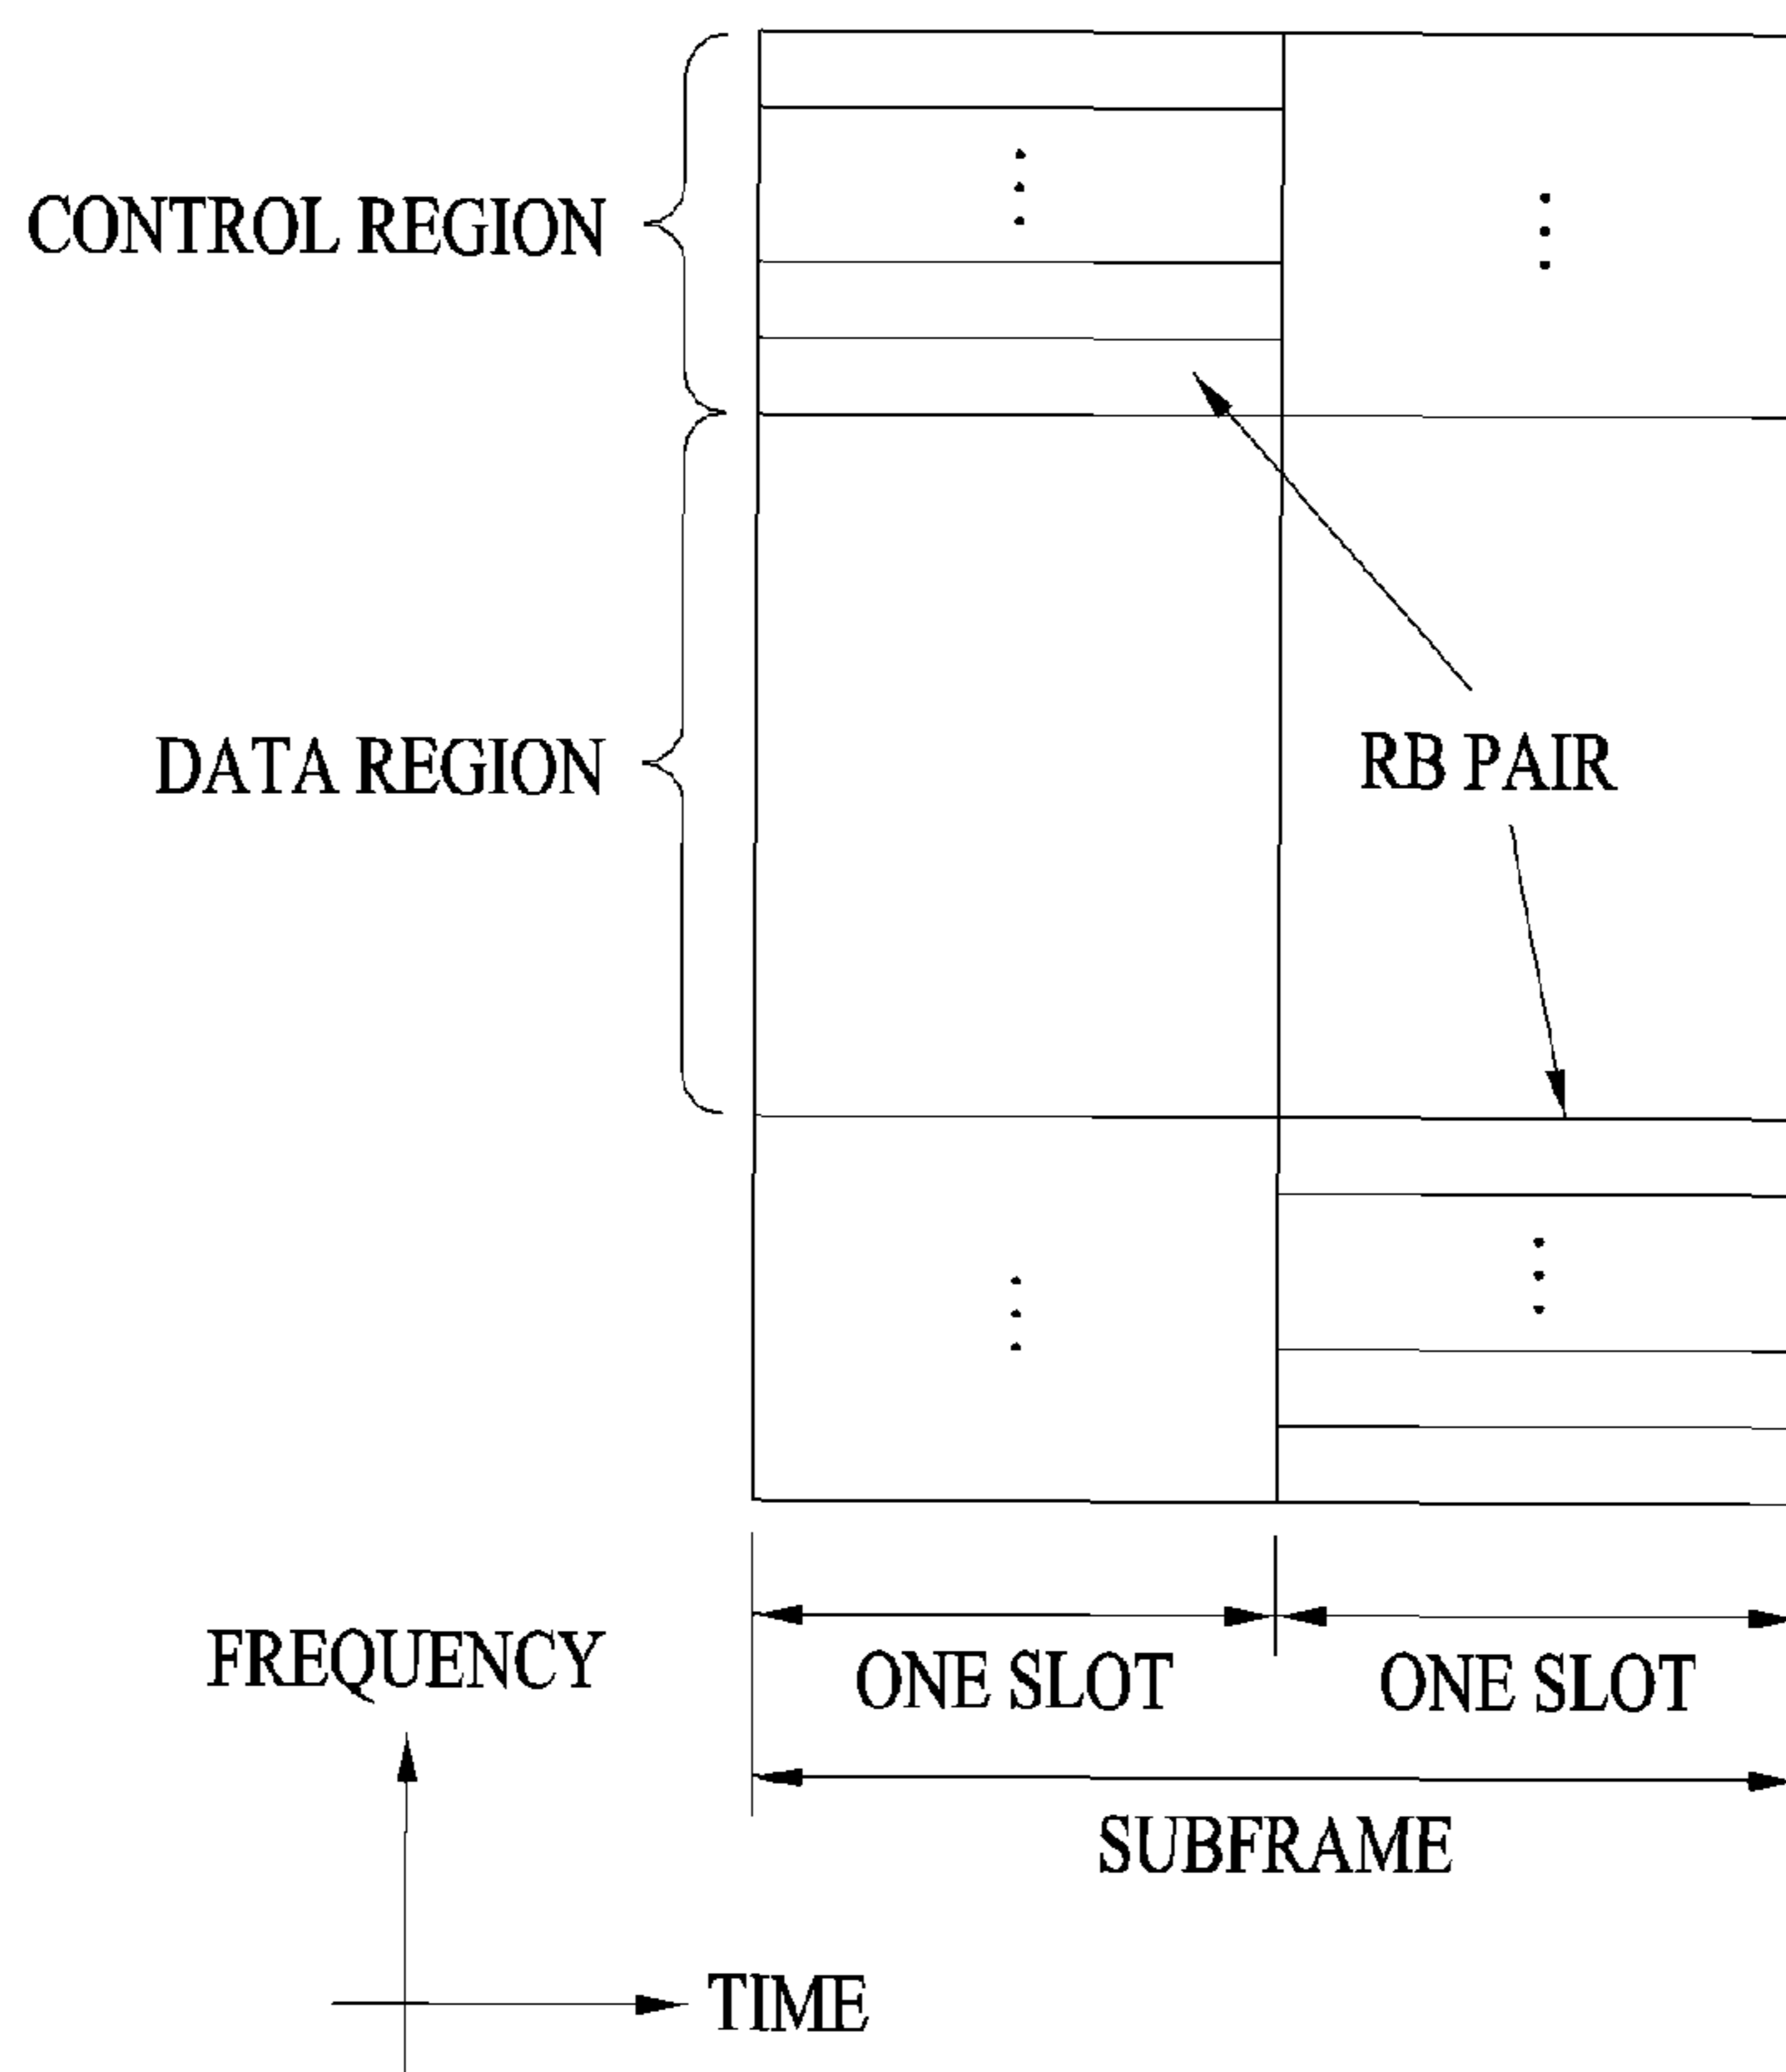 CONTROL REGION
DATA REGION
RB PAIR
FREQUENCY
ONE SLOT
ONE SLOT
SUBFRAME
TIME